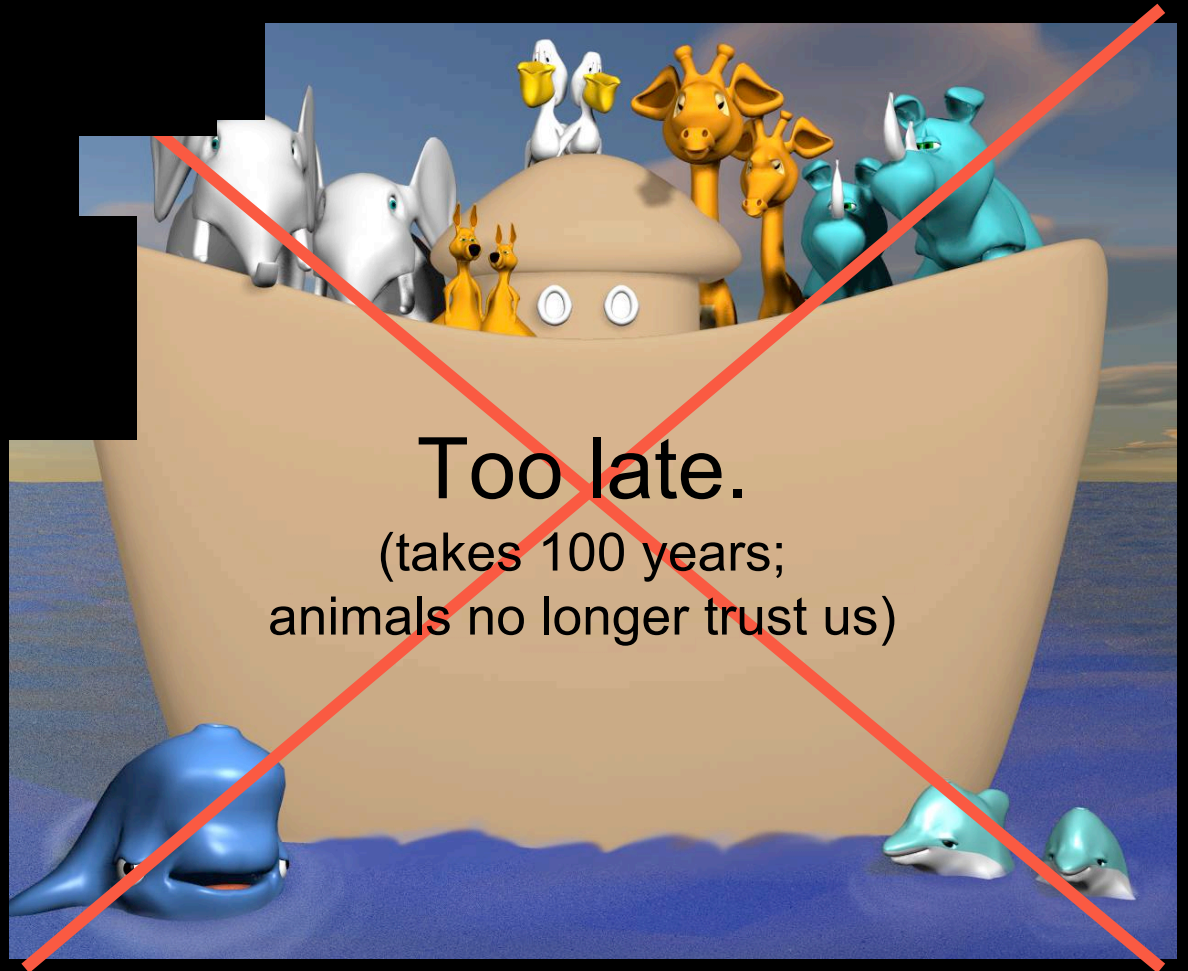 Too late.
(takes 100 years;
animals no longer trust us)